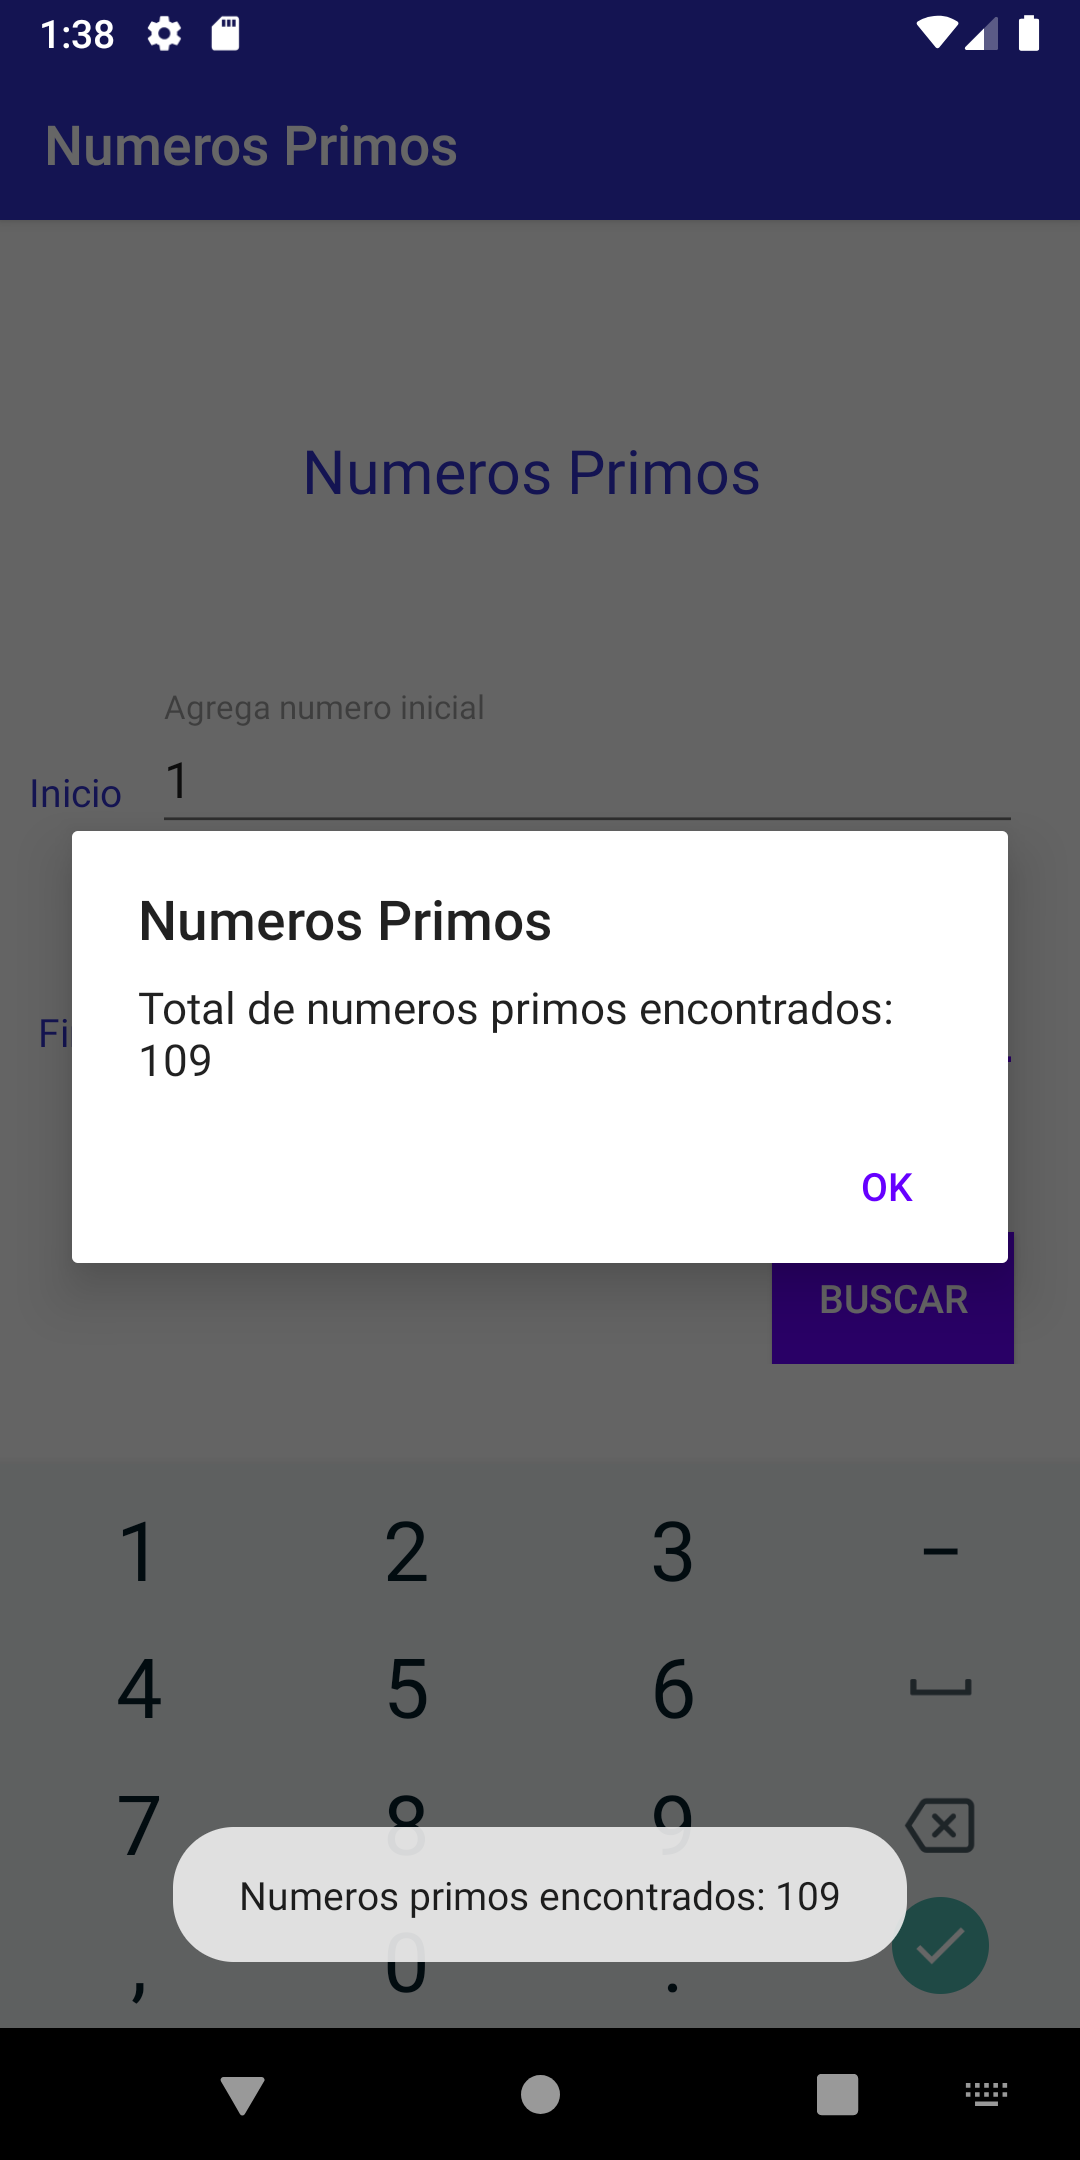 1:38
Numeros Primos
Numeros Primos
Agrega numero inicial
1
Inicio
Numeros Primos
Total de numeros primos encontrados:
109
OK
BUSCAR
1 2 3 –
4 5 6
7 8 9
Numeros primos encontrados: 109
, 0 .